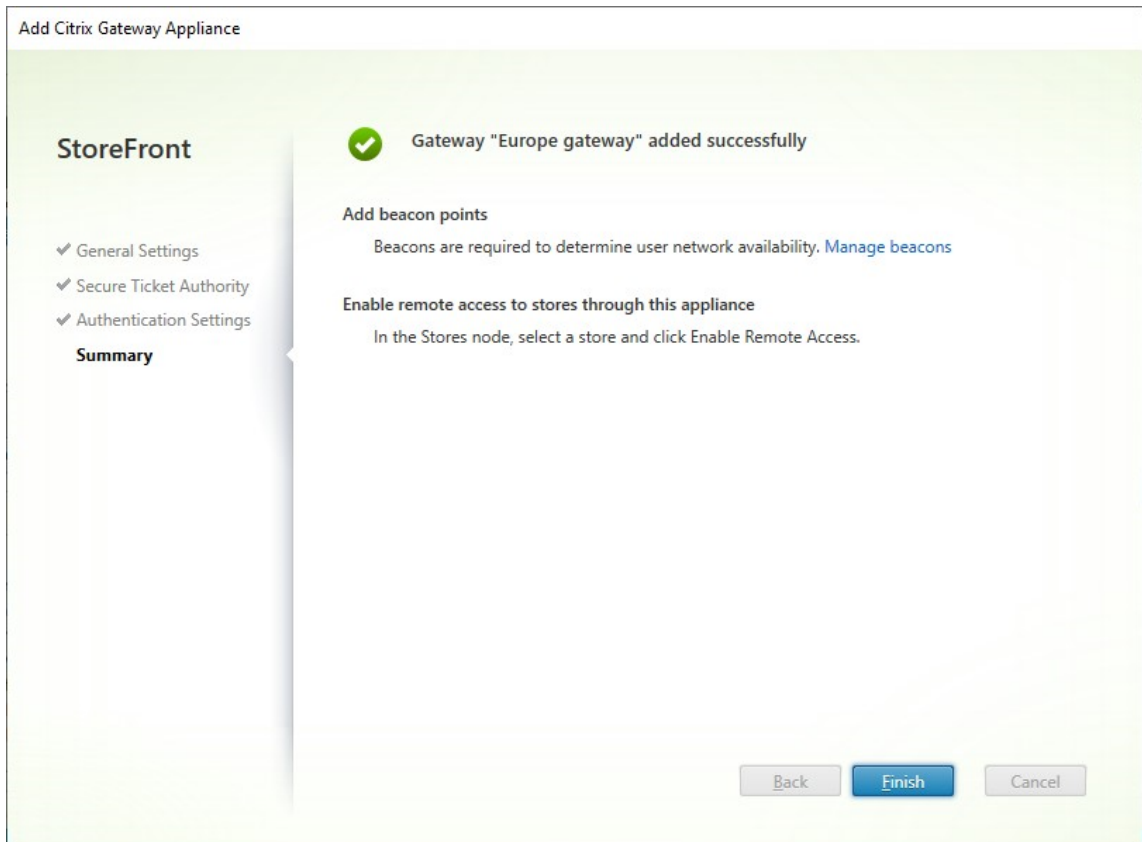 Add Citrix Gateway Appliance
StoreFront
General Settings
Secure Ticket Authority
Authentication Settings
Summary
Gateway "Europe gateway" added successfully
Add beacon points
Beacons are required to determine user network availability. Manage beacons
Enable remote access to stores through this appliance
In the Stores node, select a store and click Enable Remote Access.
Back
Finish
Cancel